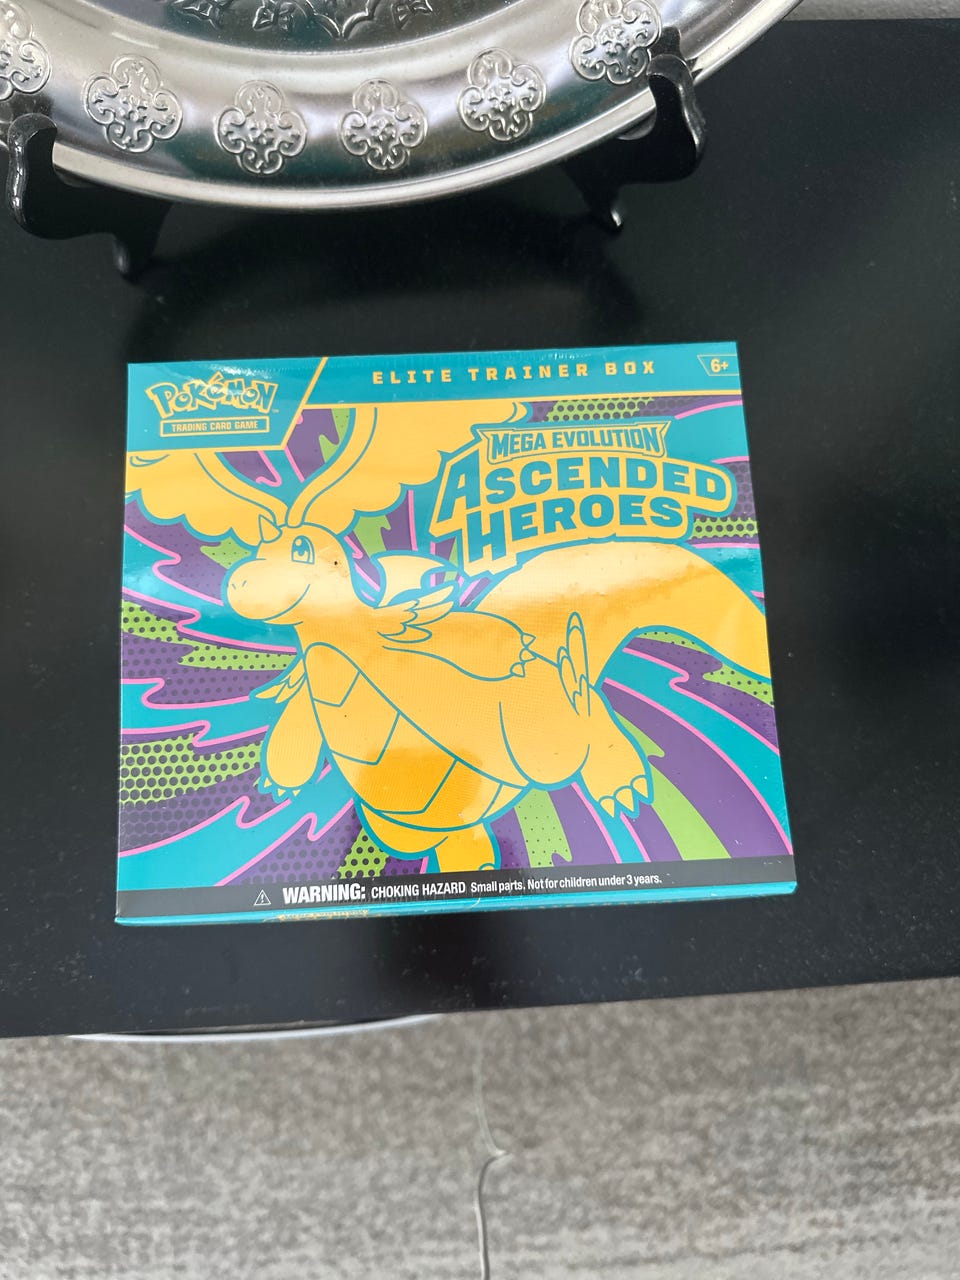 POKéMON
TRADING CARD GAME
ELITE TRAINER BOX
6+
MEGA EVOLUTION
ASCENDED
HEROES
WARNING: CHOKING HAZARD Small parts. Not for children under 3 years.